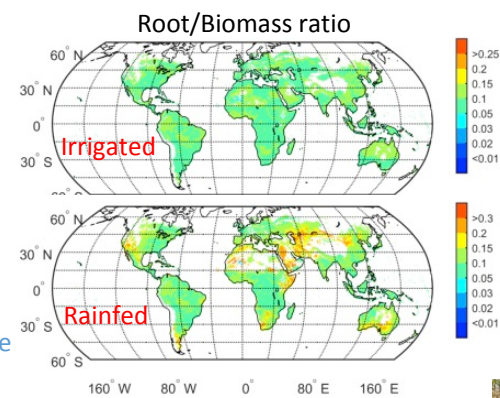 Root/Biomass ratio
60° 
30° N
0°
30° S
60° S
Irrigated
>0.25
0.2
0.15
0.1
0.05
0.03
0.02
<0.01
60°
30° N
0°
30° S
60° S
Rainfed
>0.3
0.2
0.15
0.1
0.05
0.03
0.02
<0.01
e
160° W 80° W 0° 80° E 160° E